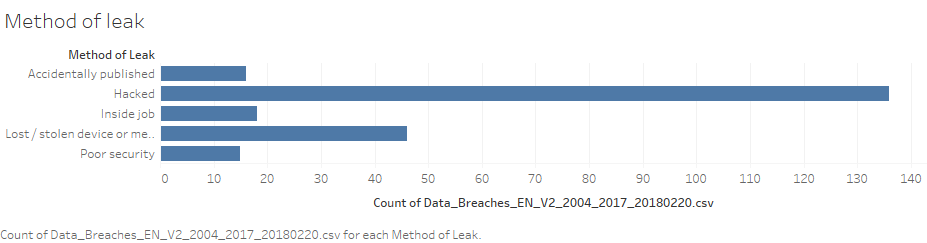 Method of leak
Method of Leak
Accidentally published
Hacked
Inside job
Lost / stolen device or me..
Poor security
0 10 20 30 40 50 60 70 80 90 100 110 120 130 140
Count of Data_Breaches_EN_V2_2004_2017_20180220.csv
Count of Data_Breaches_EN_V2_2004_2017_20180220.csv for each Method of Leak.